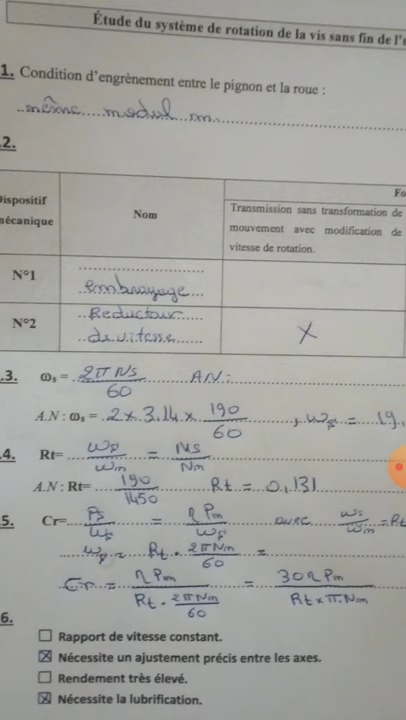 Étude du système de rotation de la vis sans fin de l'
1. Condition d'engrènement entre le pignon et la roue :
même modul m
.2.
Dispositif mécanique
Nom
Fo
Transmission sans transformation de
mouvement avec modification de
vitesse de rotation.
N°1
embrayage
N°2
Reducteur
de vitesse
X
.3. ωs = 2π Ns / 60 AN:
A.N : ωs = 2 x 3.14 x 190 / 60 , ωs = 19,
.4. Rt= ωs / ωm = Ns / Nm
A.N : Rt= 190 / 1450 Rt = 0,131
5. Cr= Ps / ωs = η Pm / ωs avec ωs / ωm = Rt
ωs = Rt . 2π Nm / 60 =
Cr = η Pm / Rt . 2π Nm / 60 = 30 η Pm / Rt x π . Nm
6.
☐ Rapport de vitesse constant.
☒ Nécessite un ajustement précis entre les axes.
☐ Rendement très élevé.
☒ Nécessite la lubrification.